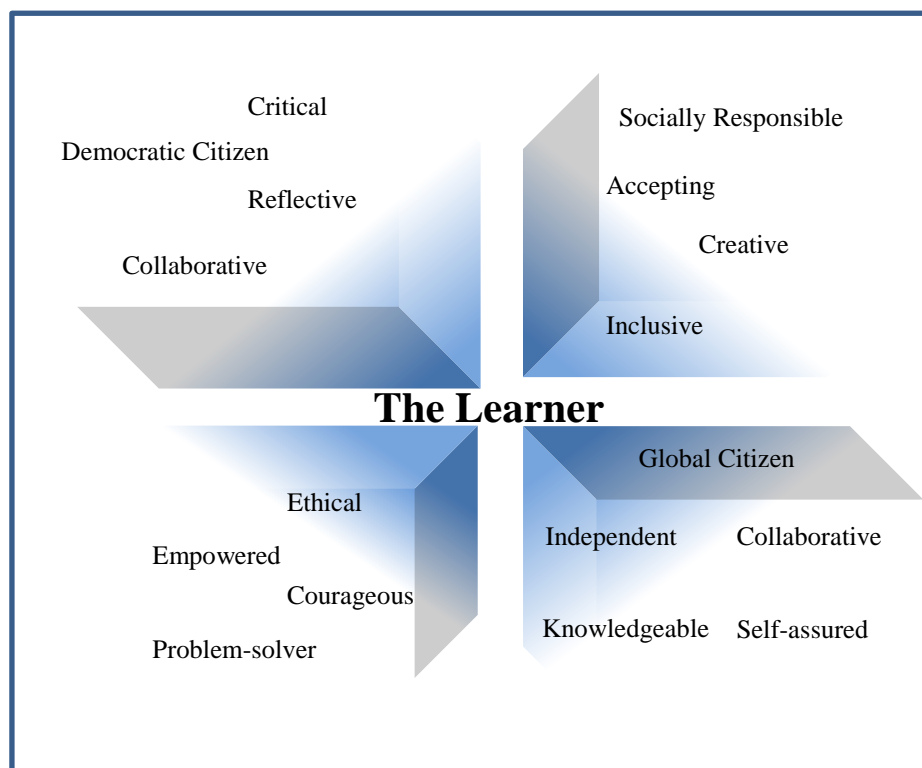 Critical
Democratic Citizen
Reflective
Collaborative
Socially Responsible
Accepting
Creative
Inclusive
The Learner
Ethical
Empowered
Courageous
Problem-solver
Global Citizen
Independent
Collaborative
Knowledgeable
Self-assured